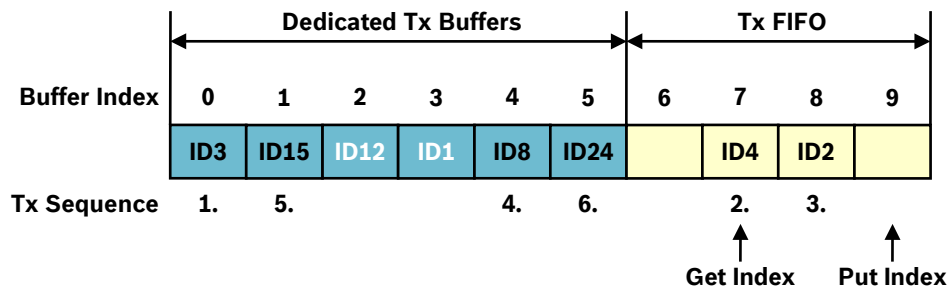 Dedicated Tx Buffers Tx FIFO
Buffer Index 0 1 2 3 4 5 6 7 8 9
ID3 ID15 ID12 ID1 ID8 ID24 ID4 ID2
Tx Sequence 1. 5. 4. 6. 2. 3.
Get Index Put Index